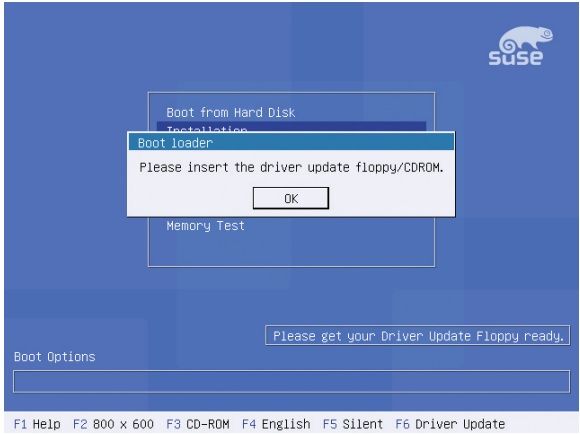 SUSE
Boot from Hard Disk
Installation
Boot loader
Please insert the driver update floppy/CDROM.
OK
Memory Test
Please get your Driver Update Floppy ready.
Boot Options
F1 Help F2 800 x 600 F3 CD-ROM F4 English F5 Silent F6 Driver Update